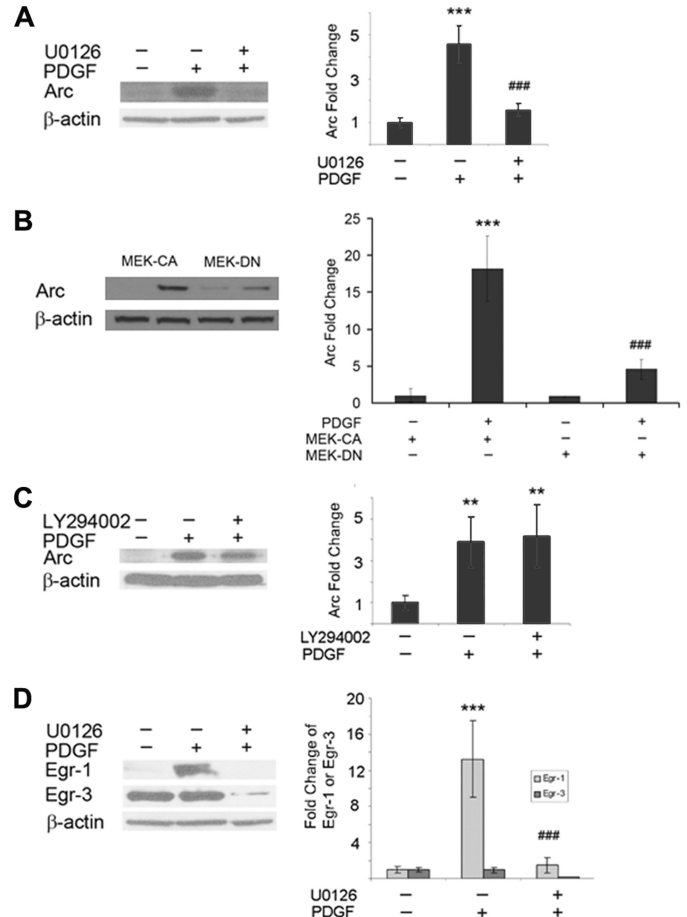 A
U0126 – – +
PDGF – + +
Arc
β-actin
Arc Fold Change
5
3
1
***
###
U0126 – – +
PDGF – + +
B
MEK-CA MEK-DN
Arc
β-actin
Arc Fold Change
25
20
15
10
5
0
***
###
PDGF – + – +
MEK-CA + + – –
MEK-DN – – + +
C
LY294002 – – +
PDGF – + +
Arc
β-actin
Arc Fold Change
5
3
1
**
**
LY294002 – – +
PDGF – + +
D
U0126 – – +
PDGF – + +
Egr-1
Egr-3
β-actin
Fold Change of
Egr-1 or Egr-3
20
16
12
8
4
***
###
Egr-1
Egr-3
U0126 – – +
PDGF – + +